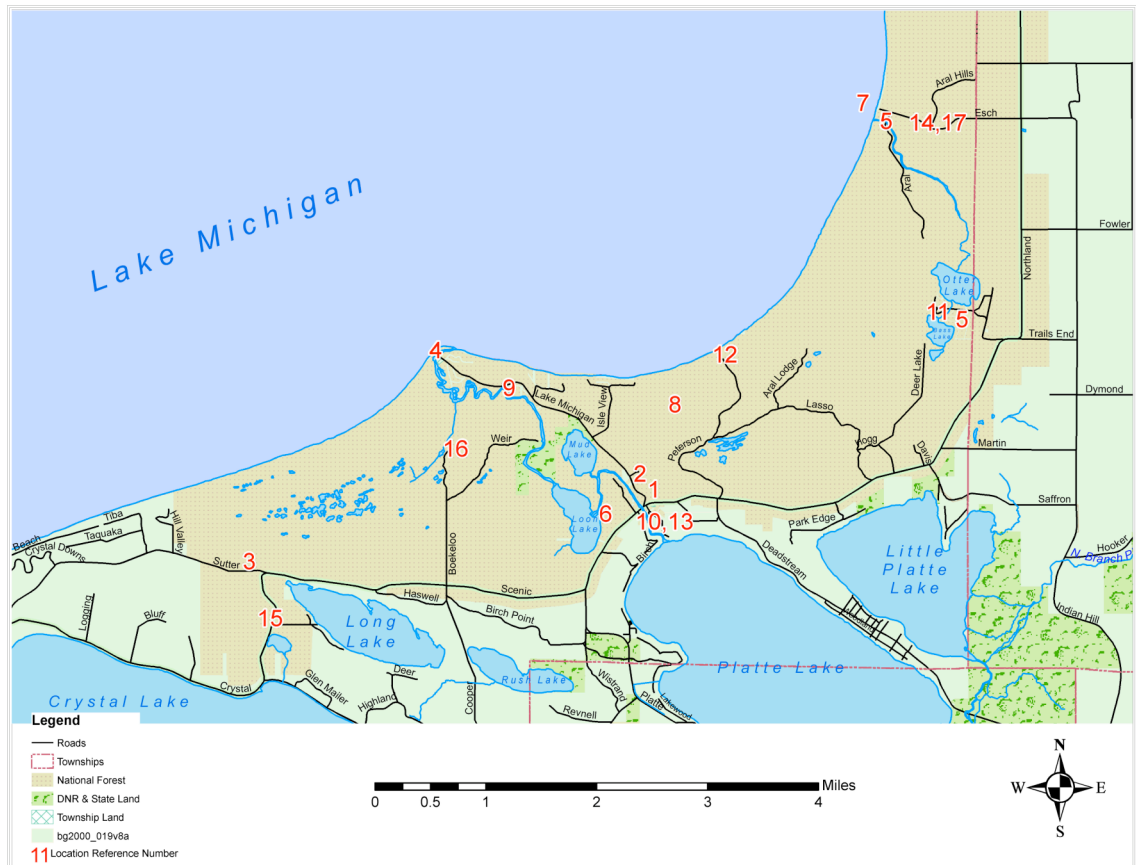 Aral Hills
7
5
14,17
Esch
Aral
Lake Michigan
Fowler
Northland
Otter
Lake
11
5
Trails End
4
12
Aral Lodge
Deer Lake
9
Lake Michigan
Isle View
8
Lasso
Dymond
Peterson
Hogg
Davis
Martin
16
Weir
Mud
Lake
2
1
Saffron
6
Loon
Lake
10,13
Park Edge
Birch
Deadstream
Little
Platte
Lake
Hooker
N. Branch
Tiba
Beach
Taquaka
Crystal Downs
Hill Valley
Sutter
3
Boekeloo
Scenic
Haswell
Birch Point
Indian Hill
Logging
Bluff
15
Long
Lake
Platte Lake
Deer
Rush Lake
Crystal
Glen Mailer
Highland
Cooper
Wistrand
Platte
Lakewood
Revnell
Crystal Lake
Legend
Roads
Townships
National Forest
DNR & State Land
Township Land
bg2000_019v8a
11 Location Reference Number
0 0.5 1 2 3 4 Miles
N
W E
S